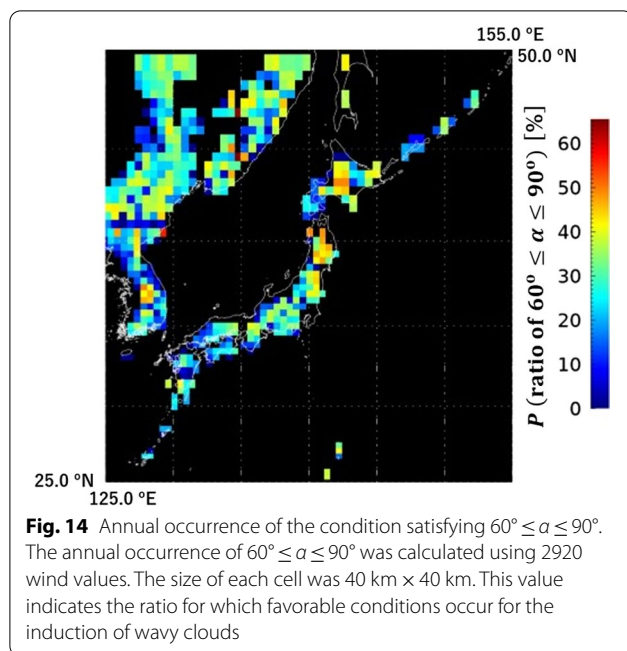 155.0 °E
50.0 °N
P (ratio of 60° ≤ α ≤ 90°) [%]
60
50
40
30
20
10
0
25.0 °N
125.0 °E
Fig. 14 Annual occurrence of the condition satisfying 60° ≤ α ≤ 90°.
The annual occurrence of 60° ≤ α ≤ 90° was calculated using 2920
wind values. The size of each cell was 40 km × 40 km. This value
indicates the ratio for which favorable conditions occur for the
induction of wavy clouds